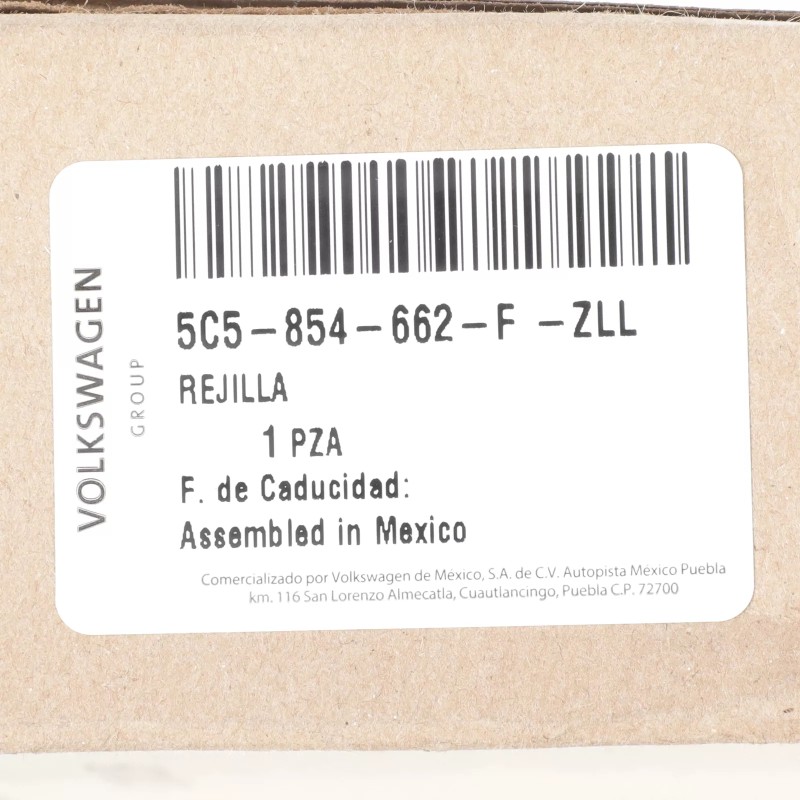 VOLKSWAGEN
GROUP
5C5-854-662-F -ZLL
REJILLA
1 PZA
F. de Caducidad:
Assembled in Mexico
Comercializado por Volkswagen de México, S.A. de C.V. Autopista México Puebla
km. 116 San Lorenzo Almecatla, Cuautlancingo, Puebla C.P. 72700